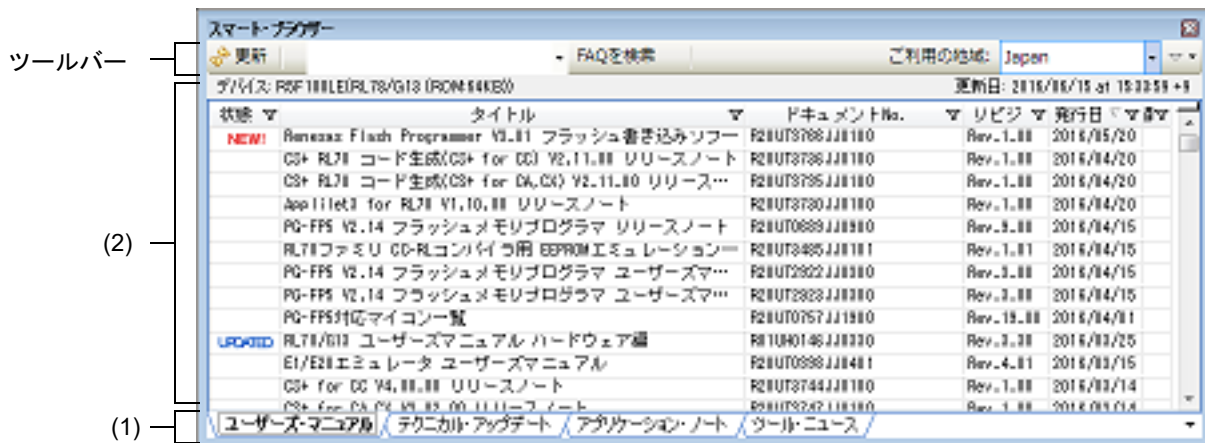 スマート・ブラウザー
ツールバー
更新 FAQを検索 ご利用の地域: Japan
デバイス: R5F100LE(RL78/G13 (ROM:64KB)) 更新日: 2016/06/15 at 15:33:59 +9
状態 タイトル ドキュメントNo. リビジ 発行日
NEW! Renesas Flash Programmer V3.01 フラッシュ書き込みソフー R20UT3766JJ0100 Rev.1.00 2016/05/20
CS+ RL78 コード生成(CS+ for CC) V2.11.00 リリースノート R20UT3736JJ0100 Rev.1.00 2016/04/20
CS+ RL78 コード生成(CS+ for CA,CX) V2.11.00 リリース… R20UT3735JJ0100 Rev.1.00 2016/04/20
Applilet3 for RL78 V1.10.00 リリースノート R20UT3730JJ0100 Rev.1.00 2016/04/20
PG-FP5 V2.14 フラッシュメモリプログラマ リリースノート R20UT0689JJ0900 Rev.9.00 2016/04/15
(2)
RL78ファミリ CC-RLコンパイラ用 EEPROMエミュレーションー R20UT3485JJ0101 Rev.1.01 2016/04/15
PG-FP5 V2.14 フラッシュメモリプログラマ ユーザーズマ… R20UT2922JJ0300 Rev.3.00 2016/04/15
PG-FP5 V2.14 フラッシュメモリプログラマ ユーザーズマ… R20UT2923JJ0300 Rev.3.00 2016/04/15
PG-FP5対応マイコン一覧 R20UT0757JJ1900 Rev.19.00 2016/04/01
UPDATED RL78/G13 ユーザーズマニュアル ハードウェア編 R01UH0146JJ0330 Rev.3.30 2016/03/25
E1/E20エミュレータ ユーザーズマニュアル R20UT0398JJ0401 Rev.4.01 2016/03/15
CS+ for CC V4.00.00 リリースノート R20UT3744JJ0100 Rev.1.00 2016/03/14
(1)
ユーザーズ・マニュアル テクニカル・アップデート アプリケーション・ノート ツール・ニュース